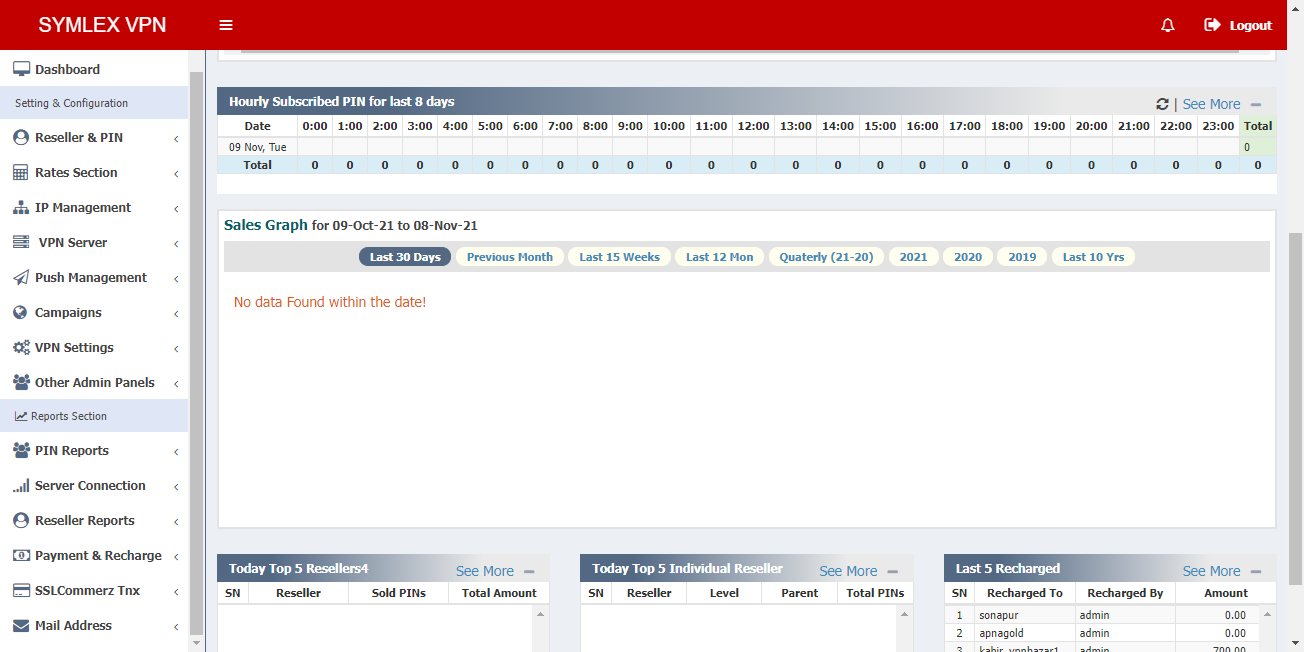 SYMLEX VPN
Logout
Dashboard
Setting & Configuration
Reseller & PIN
Rates Section
IP Management
VPN Server
Push Management
Campaigns
VPN Settings
Other Admin Panels
Reports Section
PIN Reports
Server Connection
Reseller Reports
Payment & Recharge
SSLCommerz Tnx
Mail Address
Hourly Subscribed PIN for last 8 days
| See More
Date 0:00 1:00 2:00 3:00 4:00 5:00 6:00 7:00 8:00 9:00 10:00 11:00 12:00 13:00 14:00 15:00 16:00 17:00 18:00 19:00 20:00 21:00 22:00 23:00 Total
09 Nov, Tue 0
Total 0 0 0 0 0 0 0 0 0 0 0 0 0 0 0 0 0 0 0 0 0 0 0 0 0
Sales Graph for 09-Oct-21 to 08-Nov-21
Last 30 Days Previous Month Last 15 Weeks Last 12 Mon Quaterly (21-20) 2021 2020 2019 Last 10 Yrs
No data Found within the date!
Today Top 5 Resellers4 See More
SN Reseller Sold PINs Total Amount
Today Top 5 Individual Reseller See More
SN Reseller Level Parent Total PINs
Last 5 Recharged See More
SN Recharged To Recharged By Amount
1 sonapur admin 0.00
2 apnagold admin 0.00
3 kabir_vpnbazar1 admin 700.00